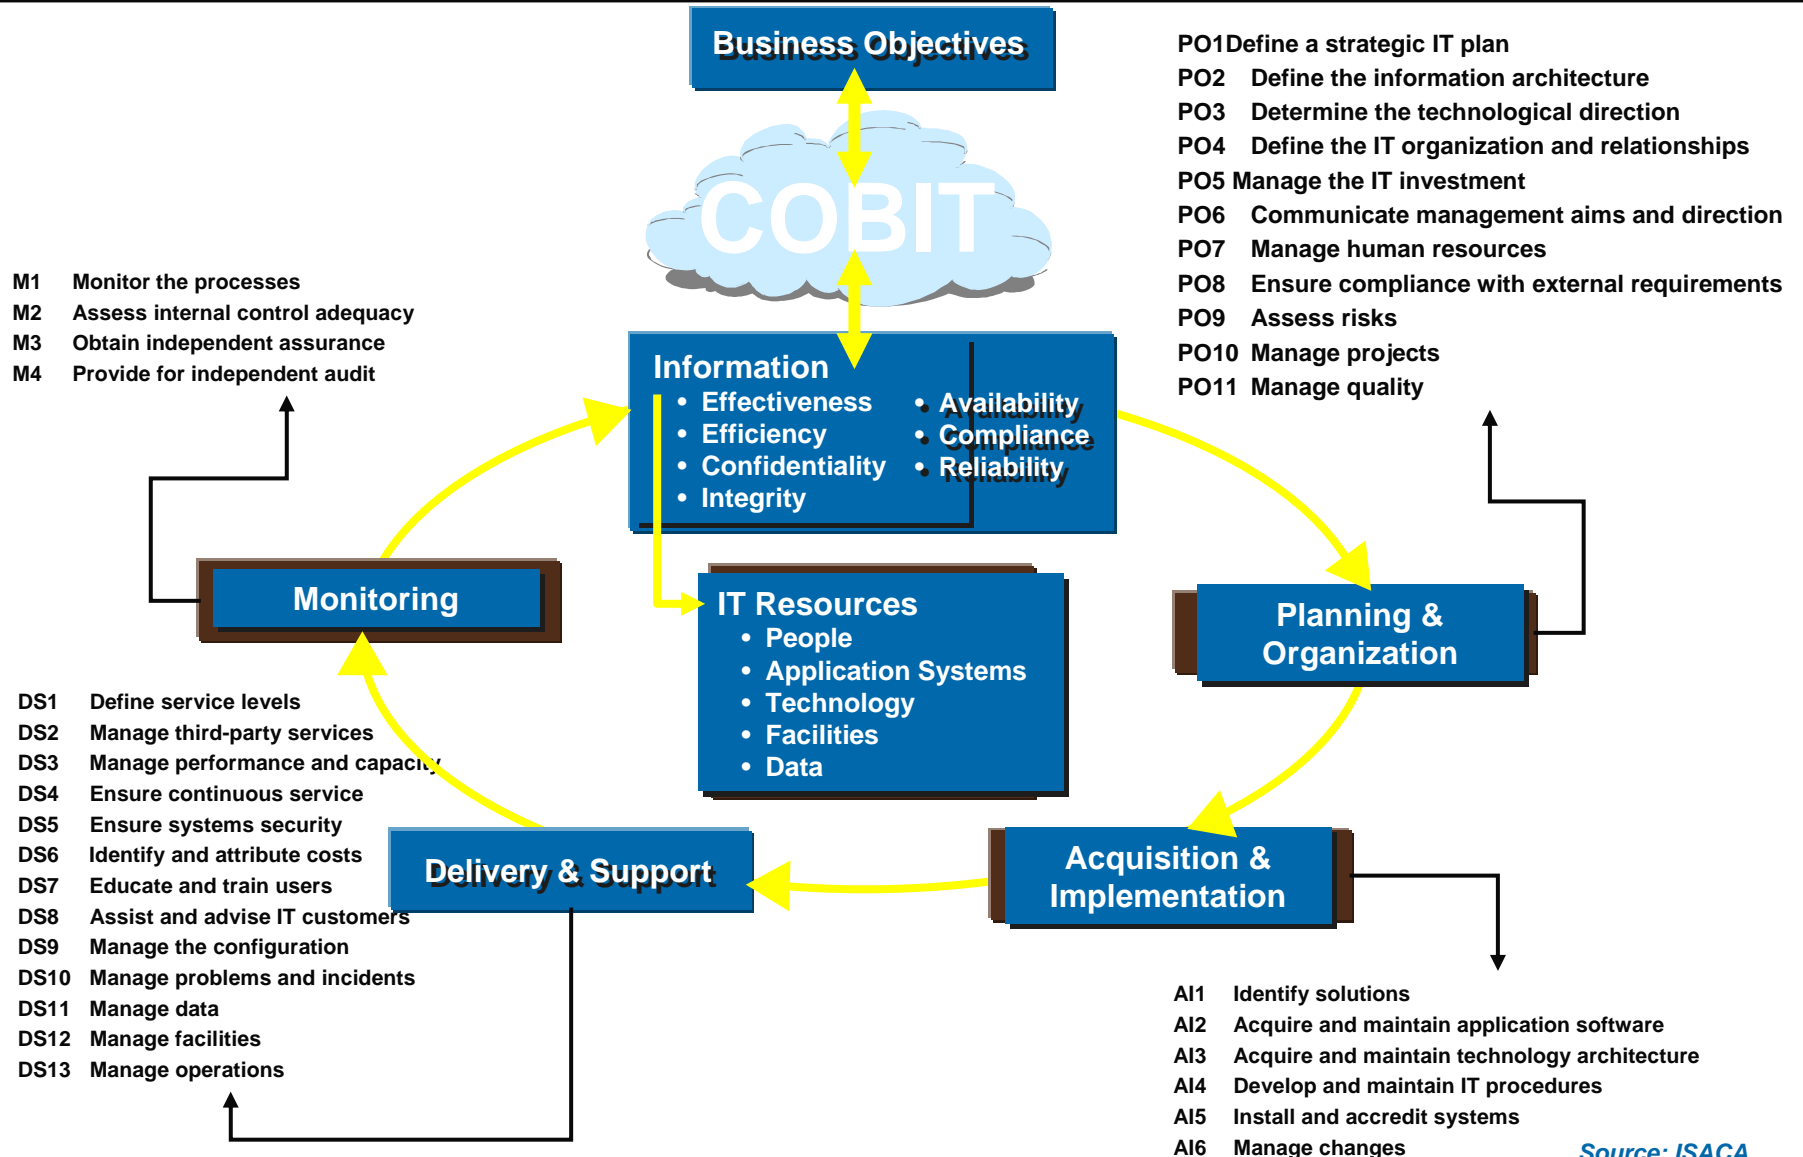 Business Objectives
COBIT
PO1Define a strategic IT plan
PO2 Define the information architecture
PO3 Determine the technological direction
PO4 Define the IT organization and relationships
PO5 Manage the IT investment
PO6 Communicate management aims and direction
PO7 Manage human resources
PO8 Ensure compliance with external requirements
PO9 Assess risks
PO10 Manage projects
PO11 Manage quality
M1 Monitor the processes
M2 Assess internal control adequacy
M3 Obtain independent assurance
M4 Provide for independent audit
Information
• Effectiveness
• Efficiency
• Confidentiality
• Integrity
• Availability
• Compliance
• Reliability
Monitoring
IT Resources
• People
• Application Systems
• Technology
• Facilities
• Data
Planning &
Organization
DS1 Define service levels
DS2 Manage third-party services
DS3 Manage performance and capacity
DS4 Ensure continuous service
DS5 Ensure systems security
DS6 Identify and attribute costs
DS7 Educate and train users
DS8 Assist and advise IT customers
DS9 Manage the configuration
DS10 Manage problems and incidents
DS11 Manage data
DS12 Manage facilities
DS13 Manage operations
Delivery & Support
Acquisition &
Implementation
AI1 Identify solutions
AI2 Acquire and maintain application software
AI3 Acquire and maintain technology architecture
AI4 Develop and maintain IT procedures
AI5 Install and accredit systems
AI6 Manage changes
Source: ISACA